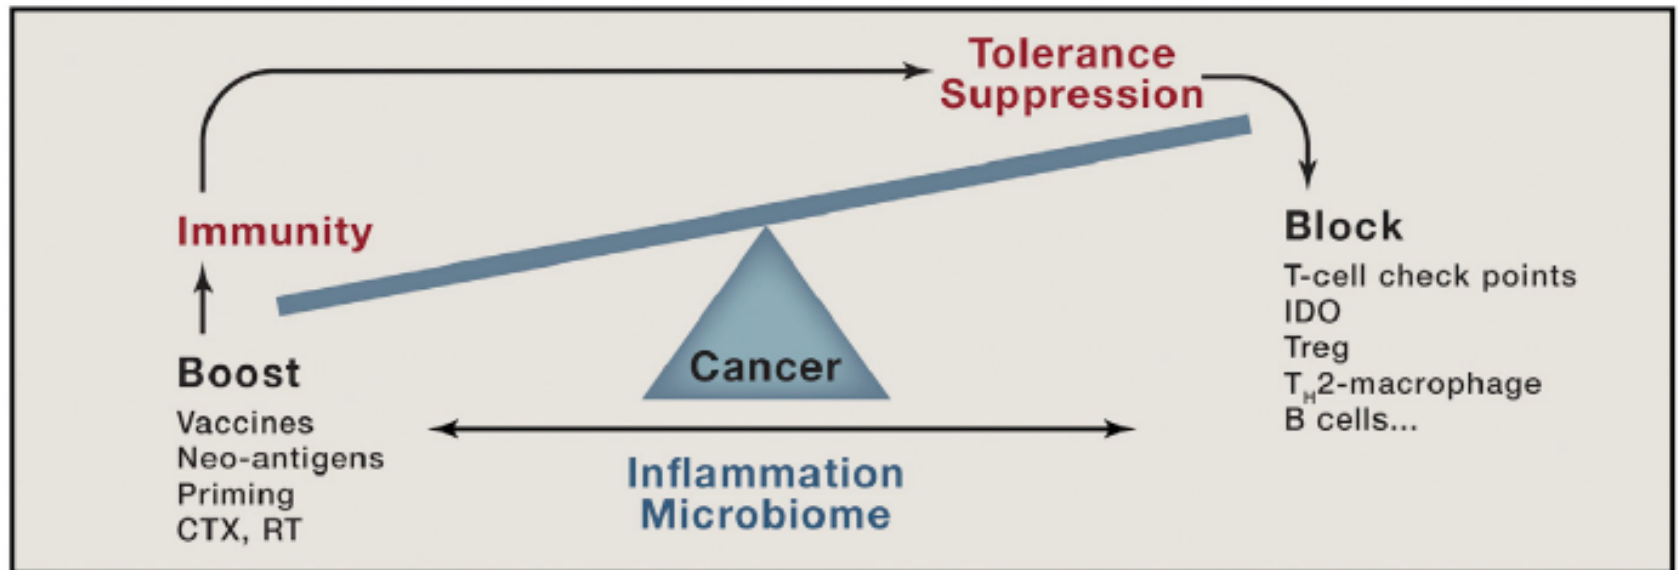 Tolerance
Suppression
Immunity
Boost
Vaccines
Neo-antigens
Priming
CTX, RT
Cancer
Inflammation
Microbiome
Block
T-cell check points
IDO
Treg
T_H2-macrophage
B cells...